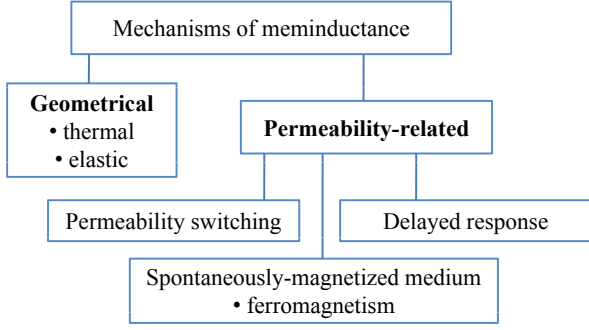 Mechanisms of meminductance
Geometrical
• thermal
• elastic
Permeability-related
Permeability switching
Delayed response
Spontaneously-magnetized medium
• ferromagnetism